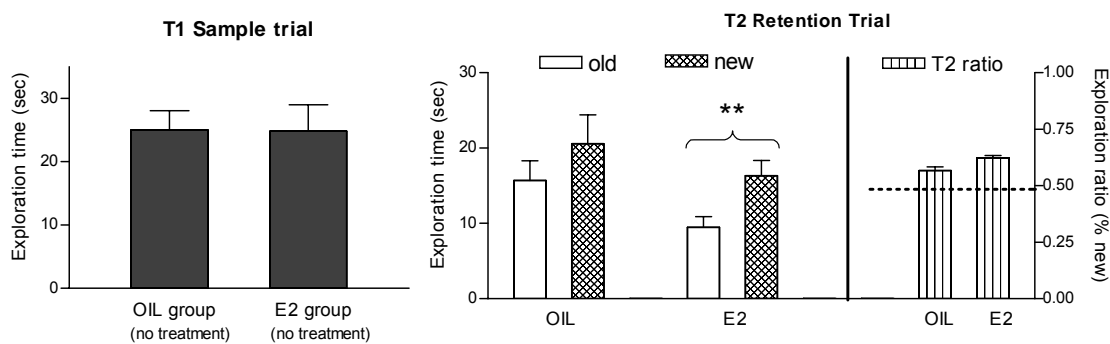 T1 Sample trial
Exploration time (sec)
30
20
10
0
OIL group
(no treatment)
E2 group
(no treatment)
T2 Retention Trial
Exploration time (sec)
30
20
10
0
old
new
**
OIL
E2
T2 ratio
1.00
0.75
0.50
0.25
0.00
Exploration ratio (% new)
OIL
E2